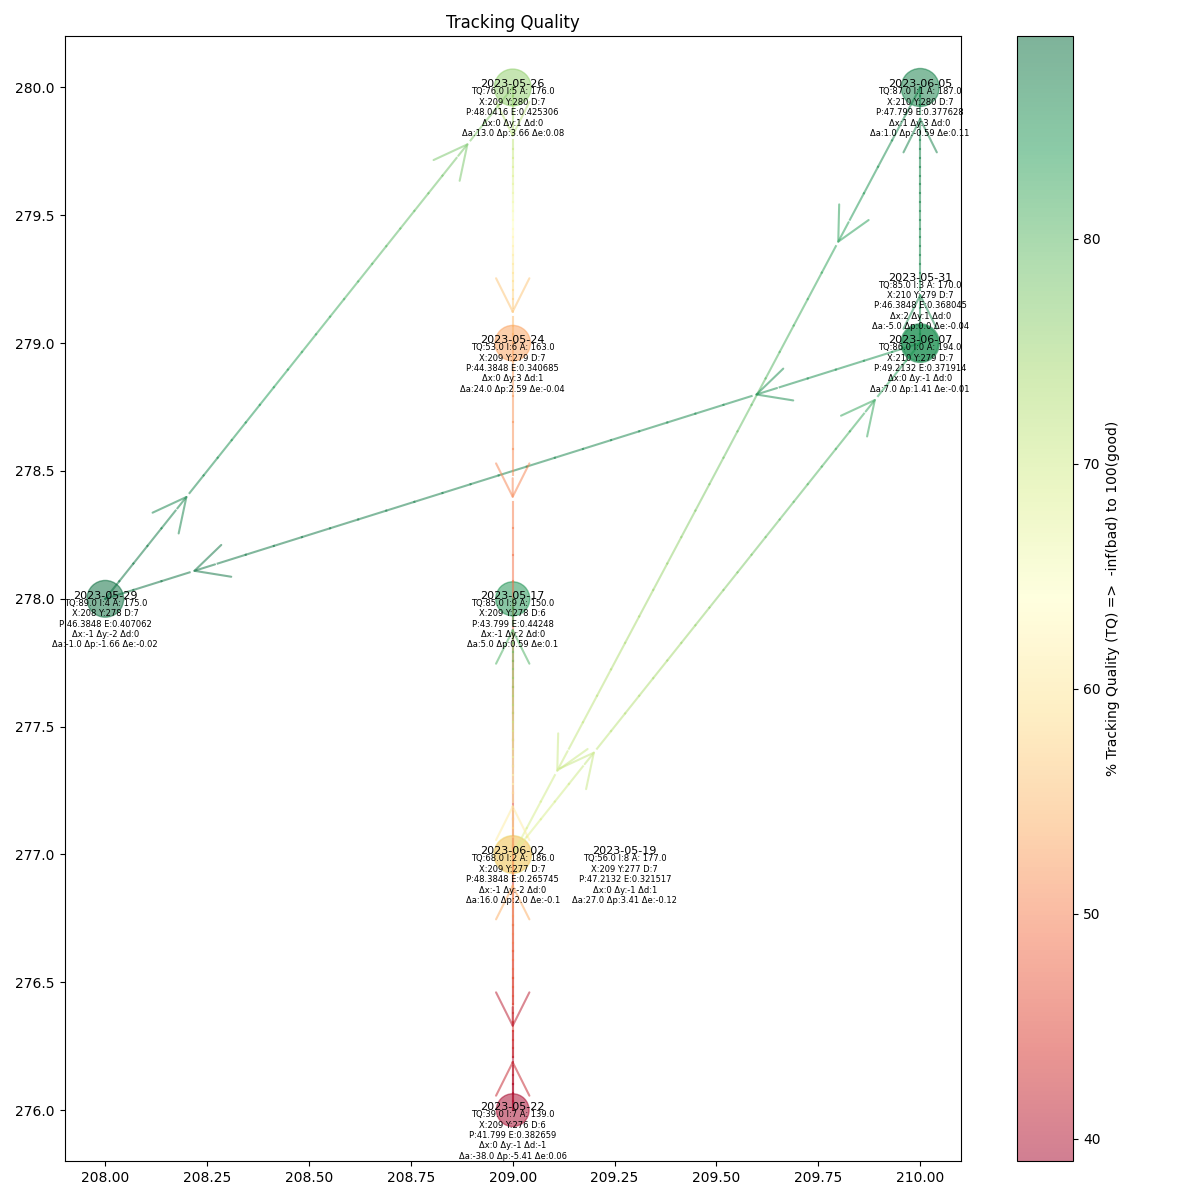 Tracking Quality
280.0
279.5
279.0
278.5
278.0
277.5
277.0
276.5
276.0
208.00
208.25
208.50
208.75
209.00
209.25
209.50
209.75
210.00
2023-05-26
TQ:76.0 I:5 A: 176.0
X:209 Y:280 D:7
P:48.0416 E:0.425306
Δx:0 Δy:1 Δd:0
Δa:13.0 Δp:3.66 Δe:0.08
2023-06-05
TQ:87.0 I:1 A: 187.0
X:210 Y:280 D:7
P:47.799 E:0.377628
Δx:1 Δy:3 Δd:0
Δa:1.0 Δp:-0.59 Δe:0.11
2023-05-31
TQ:85.0 I:3 A: 170.0
X:210 Y:279 D:7
P:46.3848 E:0.368045
Δx:2 Δy:1 Δd:0
Δa:-5.0 Δp:0.0 Δe:-0.04
2023-06-07
TQ:86.0 I:0 A: 194.0
X:210 Y:279 D:7
P:49.2132 E:0.371914
Δx:0 Δy:-1 Δd:0
Δa:7.0 Δp:1.41 Δe:-0.01
2023-05-24
TQ:53.0 I:6 A: 163.0
X:209 Y:279 D:7
P:44.3848 E:0.340685
Δx:0 Δy:3 Δd:1
Δa:24.0 Δp:2.59 Δe:-0.04
2023-05-29
TQ:89.0 I:4 A: 175.0
X:208 Y:278 D:7
P:46.3848 E:0.407062
Δx:-1 Δy:-2 Δd:0
Δa:-1.0 Δp:-1.66 Δe:-0.02
2023-05-17
TQ:85.0 I:9 A: 150.0
X:209 Y:278 D:6
P:43.799 E:0.44248
Δx:-1 Δy:2 Δd:0
Δa:5.0 Δp:0.59 Δe:0.1
2023-06-02
TQ:68.0 I:2 A: 186.0
X:209 Y:277 D:7
P:48.3848 E:0.265745
Δx:-1 Δy:-2 Δd:0
Δa:16.0 Δp:2.0 Δe:-0.1
2023-05-19
TQ:56.0 I:8 A: 177.0
X:209 Y:277 D:7
P:47.2132 E:0.321517
Δx:0 Δy:-1 Δd:1
Δa:27.0 Δp:3.41 Δe:-0.12
2023-05-22
TQ:39.0 I:7 A: 139.0
X:209 Y:276 D:6
P:41.799 E:0.382659
Δx:0 Δy:-1 Δd:-1
Δa:-38.0 Δp:-5.41 Δe:0.06
80
70
60
50
40
% Tracking Quality (TQ) =>  -inf(bad) to 100(good)